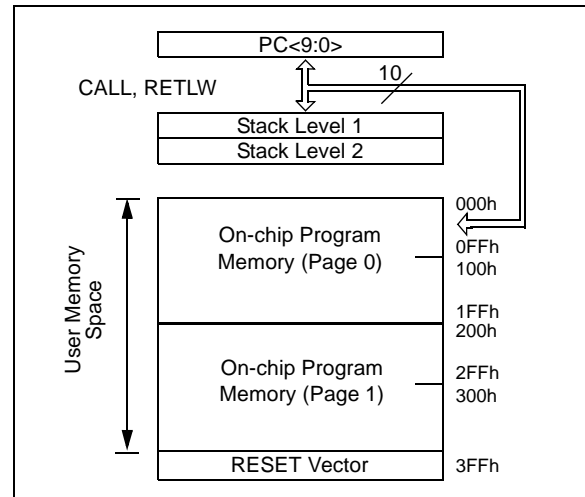 PC<9:0>
CALL, RETLW
10
Stack Level 1
Stack Level 2
User Memory
Space
000h
On-chip Program
Memory (Page 0)
0FFh
100h
1FFh
200h
On-chip Program
Memory (Page 1)
2FFh
300h
RESET Vector
3FFh